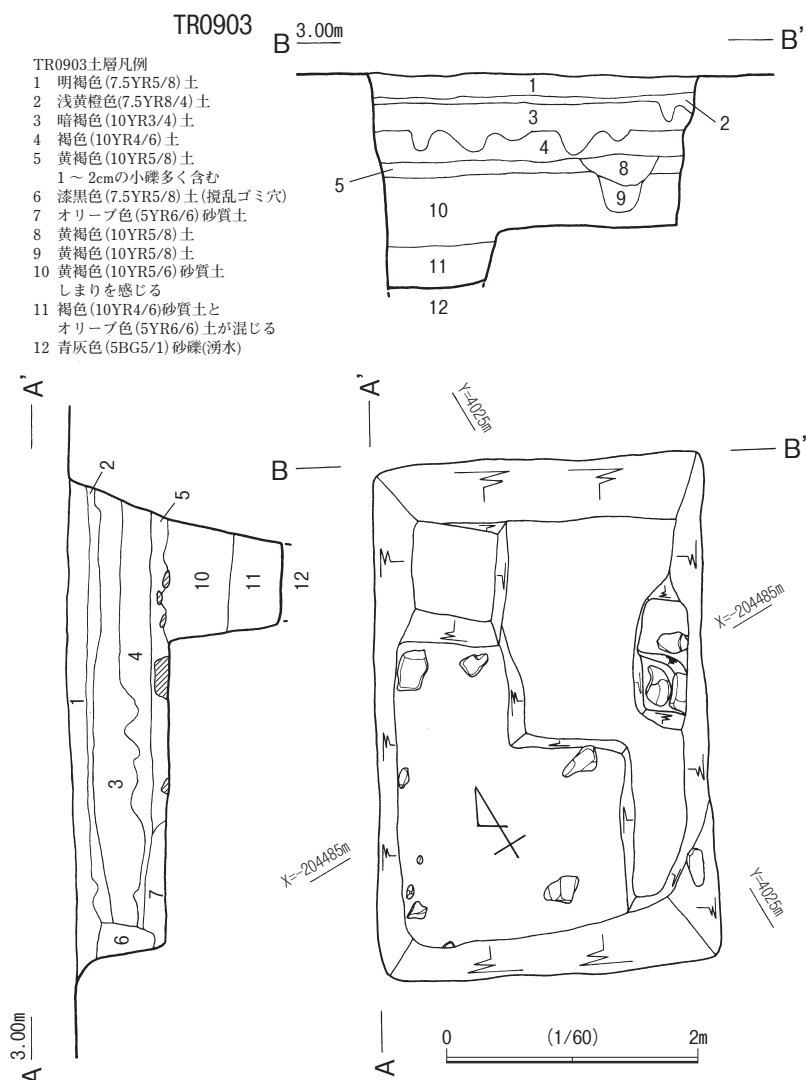 TR0903
B 3.00m B'
TR0903土層凡例
1 明褐色(7.5YR5/8)土
2 浅黄橙色(7.5YR8/4)土
3 暗褐色(10YR3/4)土
4 褐色(10YR4/6)土
5 黄褐色(10YR5/8)土
1～2cmの小礫多く含む
6 漆黒色(7.5YR5/8)土(撹乱ゴミ穴)
7 オリーブ色(5YR6/6)砂質土
8 黄褐色(10YR5/8)土
9 黄褐色(10YR5/8)土
10 黄褐色(10YR5/6)砂質土
しまりを感じる
11 褐色(10YR4/6)砂質土と
オリーブ色(5YR6/6)土が混じる
12 青灰色(5BG5/1)砂礫(湧水)
1
2
3
4
5
8
9
10
11
12
A'
2
5
10
11
12
4
1
3
7
6
3.00m
A
A'
Y=4025m
B
B'
X=-204485m
X=-204485m
Y=4025m
A
0 (1/60) 2m